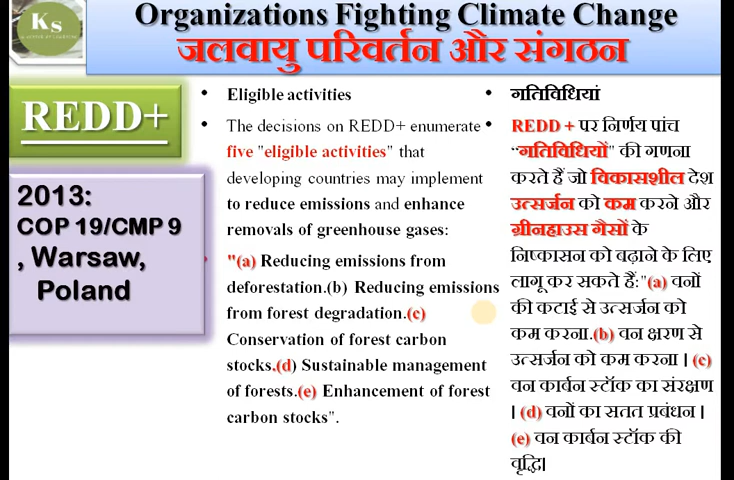 Ks
Organizations Fighting Climate Change
जलवायु परिवर्तन और संगठन
REDD+
2013:
COP 19/CMP 9
, Warsaw,
Poland
• Eligible activities
• The decisions on REDD+ enumerate
five "eligible activities" that
developing countries may implement
to reduce emissions and enhance
removals of greenhouse gases:
• "(a) Reducing emissions from
deforestation.(b) Reducing emissions
from forest degradation.(c)
Conservation of forest carbon
stocks.(d) Sustainable management
of forests.(e) Enhancement of forest
carbon stocks".
• गतिविधियां
• REDD + पर निर्णय पांच
“गतिविधियों" की गणना
करते हैं जो विकासशील देश
उत्सर्जन को कम करने और
ग्रीनहाउस गैसों के
निष्कासन को बढ़ाने के लिए
लागू कर सकते हैं:"(a) वनों
की कटाई से उत्सर्जन को
कम करना.(b) वन क्षरण से
उत्सर्जन को कम करना | (c)
वन कार्बन स्टॉक का संरक्षण
| (d) वनों का सतत प्रबंधन |
(e) वन कार्बन स्टॉक की
वृद्धि|